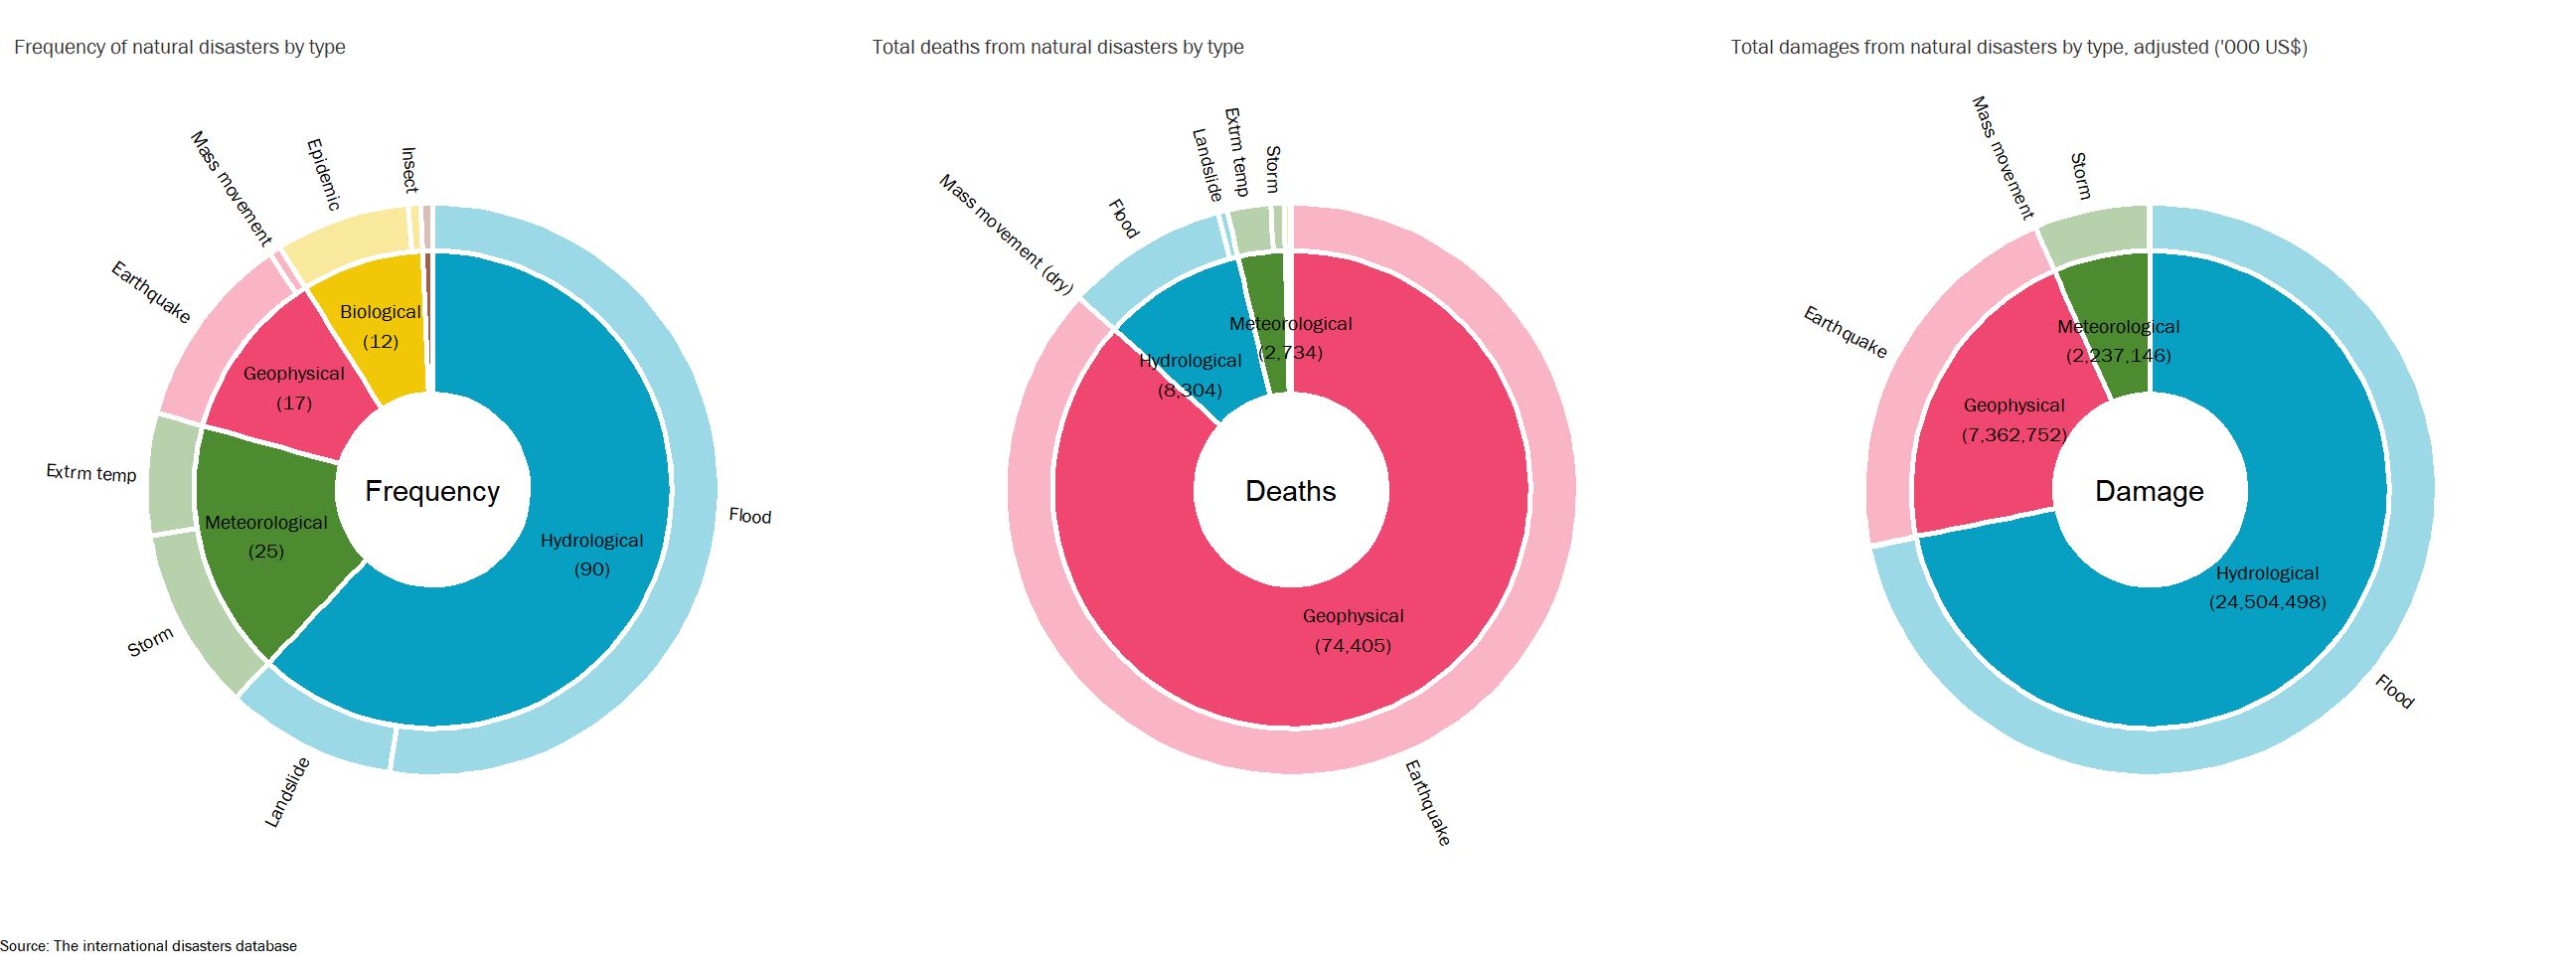 Frequency of natural disasters by type
Insect
Epidemic
Mass movement
Earthquake
Biological
(12)
Geophysical
(17)
Extrm temp
Frequency
Meteorological
(25)
Hydrological
(90)
Flood
Storm
Landslide
Total deaths from natural disasters by type
Storm
Extrm temp
Landslide
Flood
Mass movement (dry)
Meteorological
(2,734)
Hydrological
(8,304)
Deaths
Geophysical
(74,405)
Earthquake
Total damages from natural disasters by type, adjusted ('000 US$)
Mass movement
Storm
Earthquake
Meteorological
(2,237,146)
Geophysical
(7,362,752)
Damage
Hydrological
(24,504,498)
Flood
Source: The international disasters database